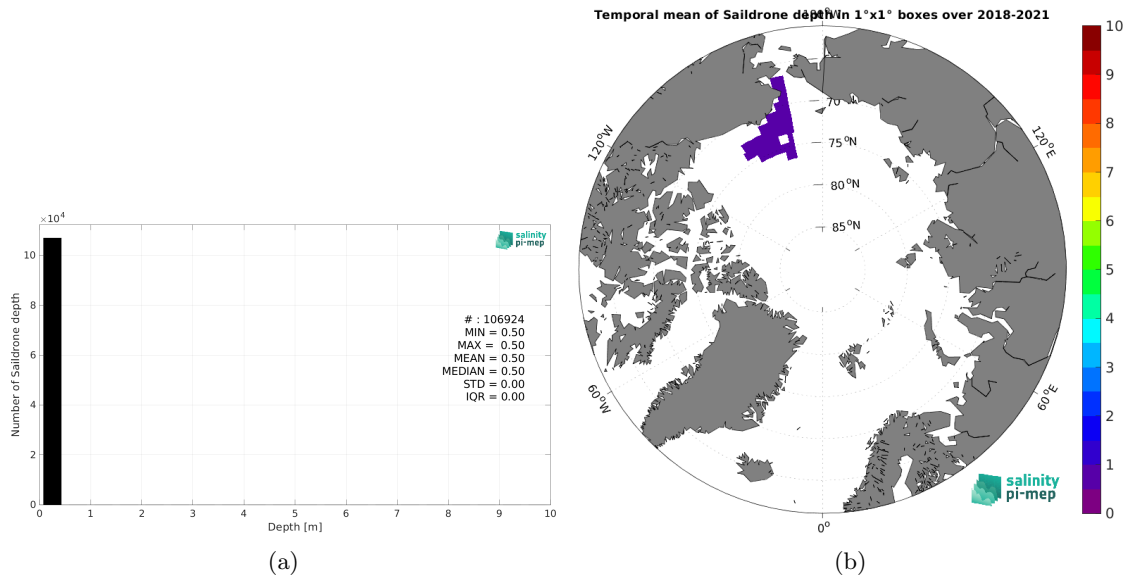 ×10⁴
10
8
6
4
2
0
Number of Saildrone depth
salinity
pi-mep
# : 106924
MIN = 0.50
MAX = 0.50
MEAN = 0.50
MEDIAN = 0.50
STD = 0.00
IQR = 0.00
0 1 2 3 4 5 6 7 8 9 10
Depth [m]
(a)
Temporal mean of Saildrone depth in 1°x1° boxes over 2018-2021
180°W
120°W
120°E
70°N
75°N
80°N
85°N
60°W
60°E
0°
salinity
pi-mep
10
9
8
7
6
5
4
3
2
1
0
(b)